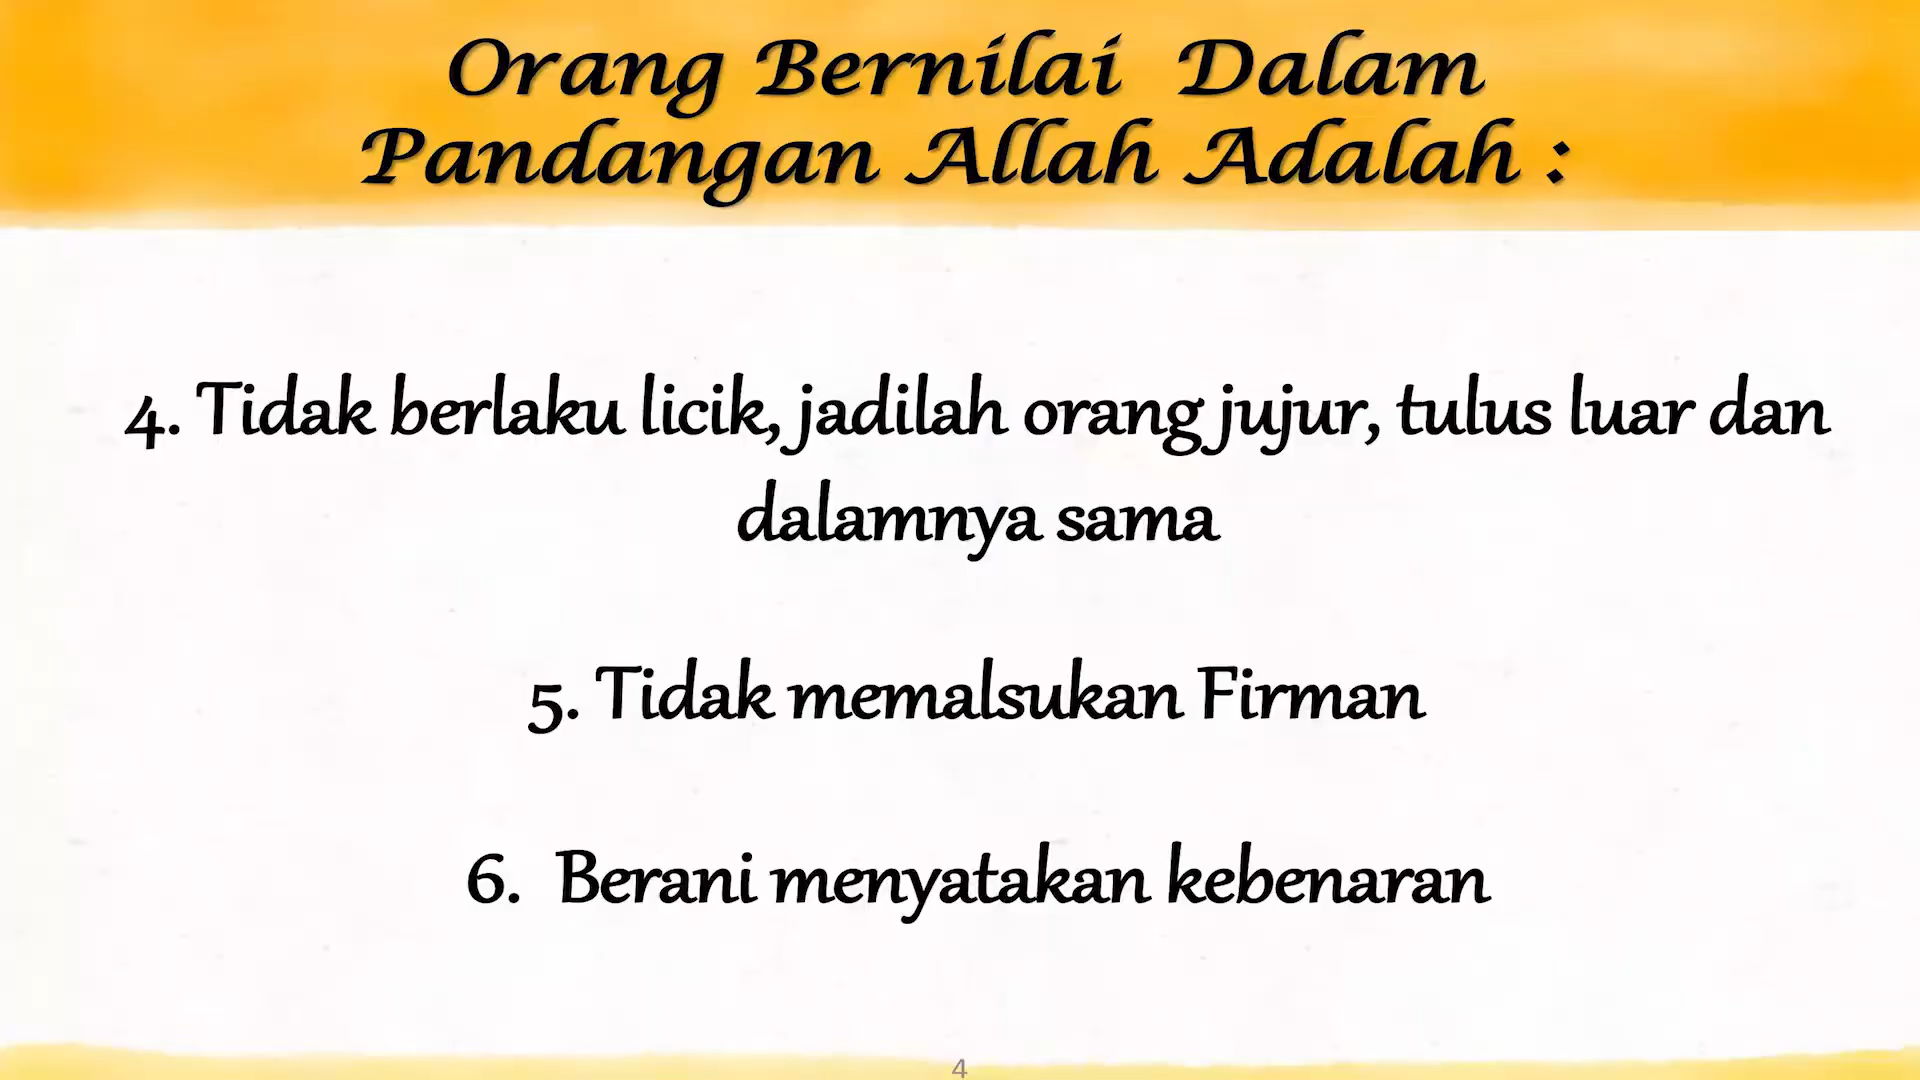 Orang Bernilai Dalam
Pandangan Allah Adalah :
4. Tidak berlaku licik, jadilah orang jujur, tulus luar dan
dalamnya sama
5. Tidak memalsukan Firman
6. Berani menyatakan kebenaran
4